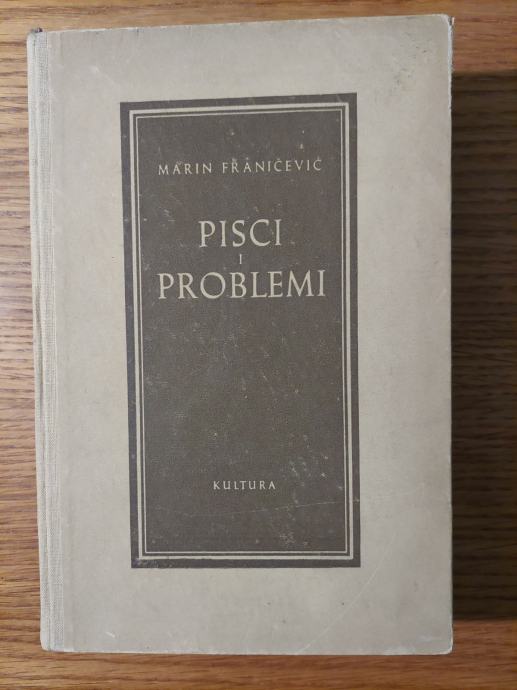 MARIN FRANIČEVIĆ
PISCI
I
PROBLEMI
KULTURA